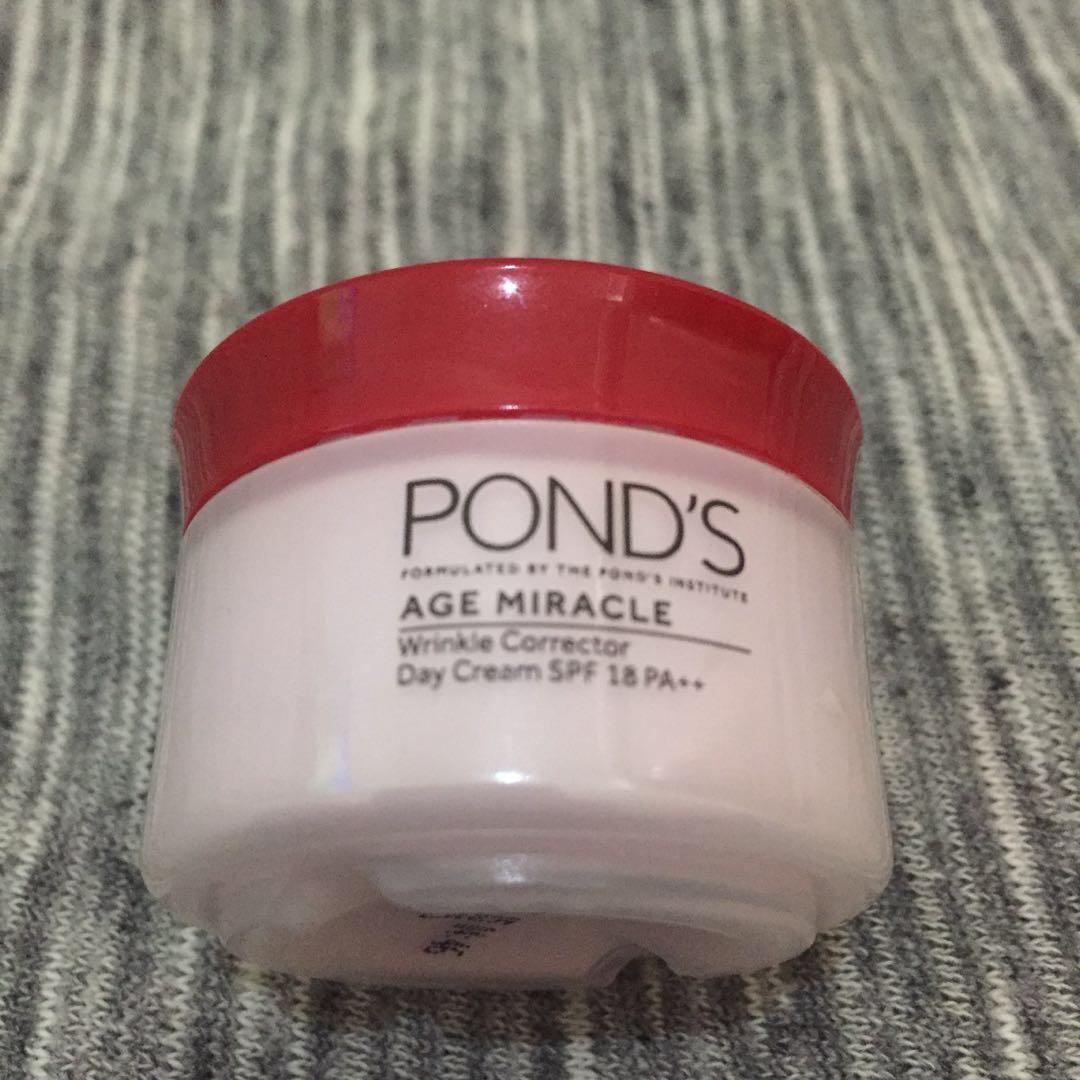 POND'S
FORMULATED BY THE POND'S INSTITUTE
AGE MIRACLE
Wrinkle Corrector
Day Cream SPF 18 PA++